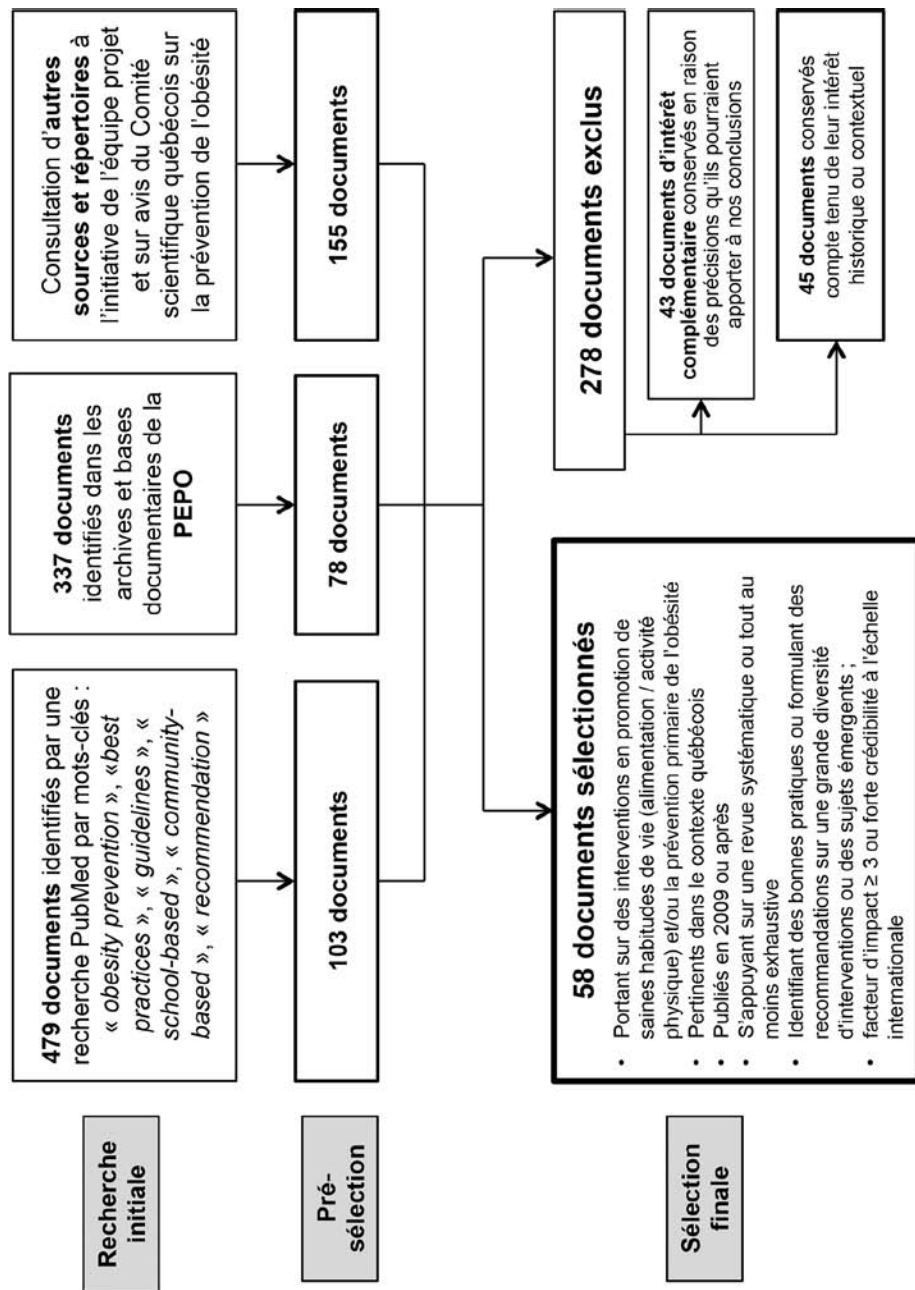 Recherche
initiale
479 documents identifiés par une
recherche PubMed par mots-clés :
« obesity prevention », «best
practices », « guidelines », «
school-based », « community-
based », « recommendation »
337 documents
identifiés dans les
archives et bases
documentaires de la
PEPO
Consultation d'autres
sources et répertoires à
l'initiative de l'équipe projet
et sur avis du Comité
scientifique québécois sur
la prévention de l'obésité
Pré-
sélection
103 documents
78 documents
155 documents
Sélection
finale
58 documents sélectionnés
• Portant sur des interventions en promotion de
saines habitudes de vie (alimentation / activité
physique) et/ou la prévention primaire de l'obésité
• Pertinents dans le contexte québécois
• Publiés en 2009 ou après
• S'appuyant sur une revue systématique ou tout au
moins exhaustive
• Identifiant des bonnes pratiques ou formulant des
recommandations sur une grande diversité
d'interventions ou des sujets émergents ;
• facteur d'impact ≥ 3 ou forte crédibilité à l'échelle
internationale
278 documents exclus
43 documents d'intérêt
complémentaire conservés en raison
des précisions qu'ils pourraient
apporter à nos conclusions
45 documents conservés
compte tenu de leur intérêt
historique ou contextuel